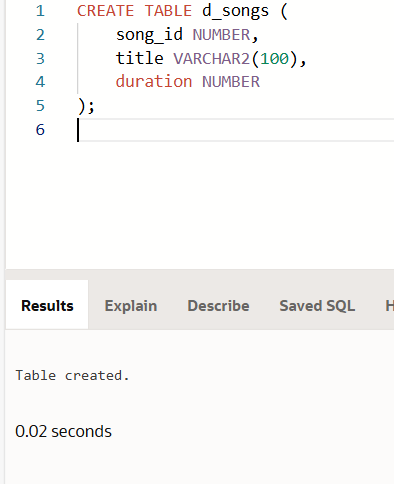 1 CREATE TABLE d_songs (
2 song_id NUMBER,
3 title VARCHAR2(100),
4 duration NUMBER
5 );
6
Results Explain Describe Saved SQL H
Table created.
0.02 seconds